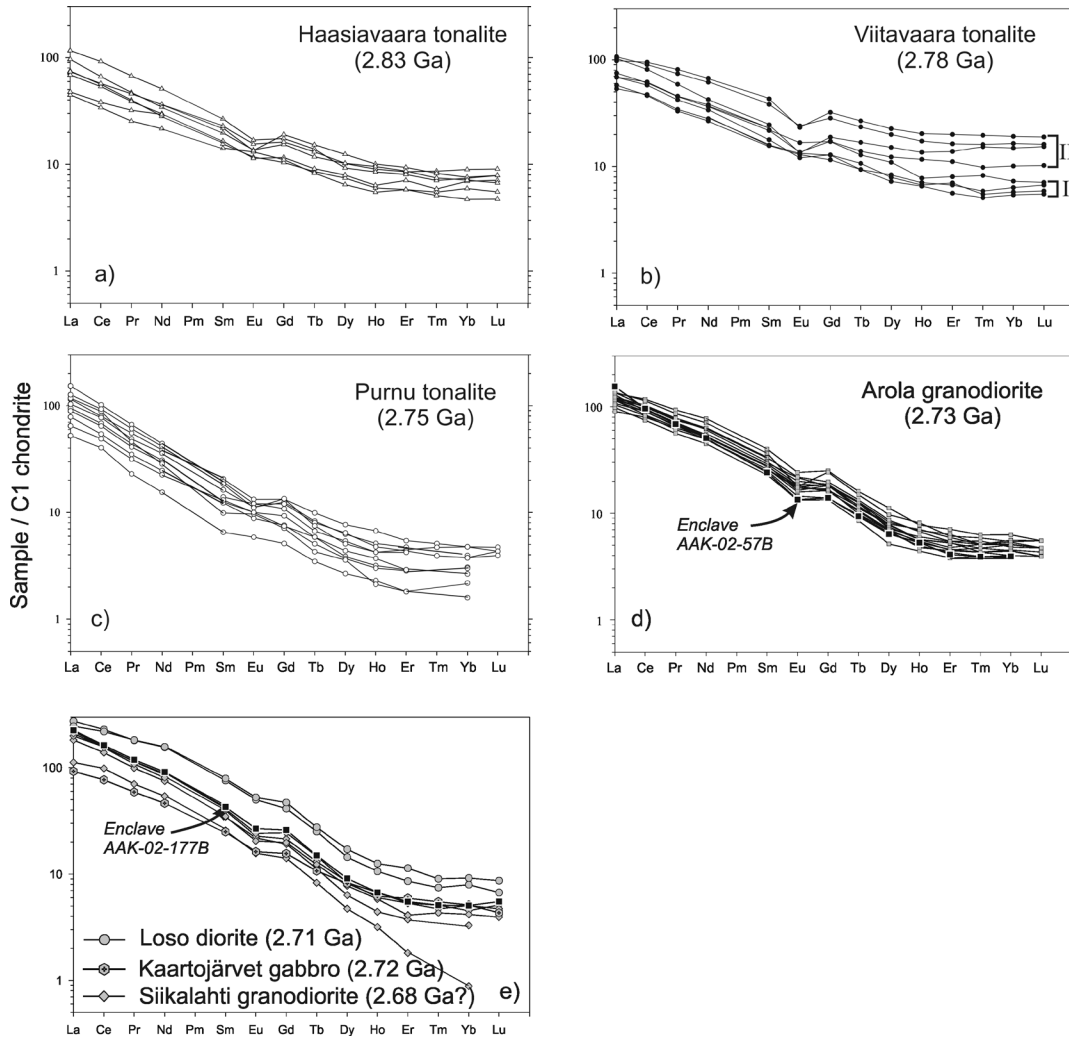 Sample / C1 chondrite
Haasiavaara tonalite
(2.83 Ga)
100
10
1
a)
La Ce Pr Nd Pm Sm Eu Gd Tb Dy Ho Er Tm Yb Lu
Viitavaara tonalite
(2.78 Ga)
100
10
1
II
I
b)
La Ce Pr Nd Pm Sm Eu Gd Tb Dy Ho Er Tm Yb Lu
Purnu tonalite
(2.75 Ga)
100
10
1
c)
La Ce Pr Nd Pm Sm Eu Gd Tb Dy Ho Er Tm Yb Lu
Arola granodiorite
(2.73 Ga)
100
10
1
Enclave
AAK-02-57B
d)
La Ce Pr Nd Pm Sm Eu Gd Tb Dy Ho Er Tm Yb Lu
100
10
1
Enclave
AAK-02-177B
Loso diorite (2.71 Ga)
Kaartojärvet gabbro (2.72 Ga)
Siikalahti granodiorite (2.68 Ga?)
e)
La Ce Pr Nd Pm Sm Eu Gd Tb Dy Ho Er Tm Yb Lu